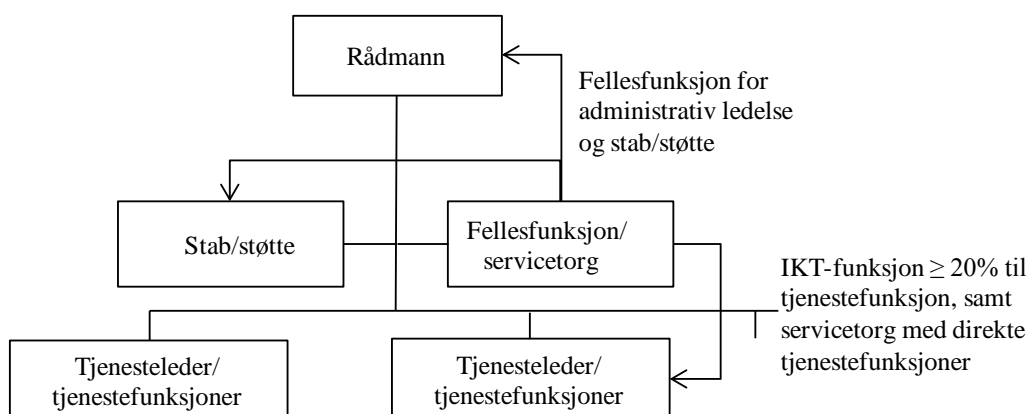 Rådmann
Fellesfunksjon for
administrativ ledelse
og stab/støtte
Stab/støtte
Fellesfunksjon/
servicetorg
IKT-funksjon ≥ 20% til
tjenestefunksjon, samt
servicetorg med direkte
tjenestefunksjoner
Tjenesteleder/
tjenestefunksjoner
Tjenesteleder/
tjenestefunksjoner